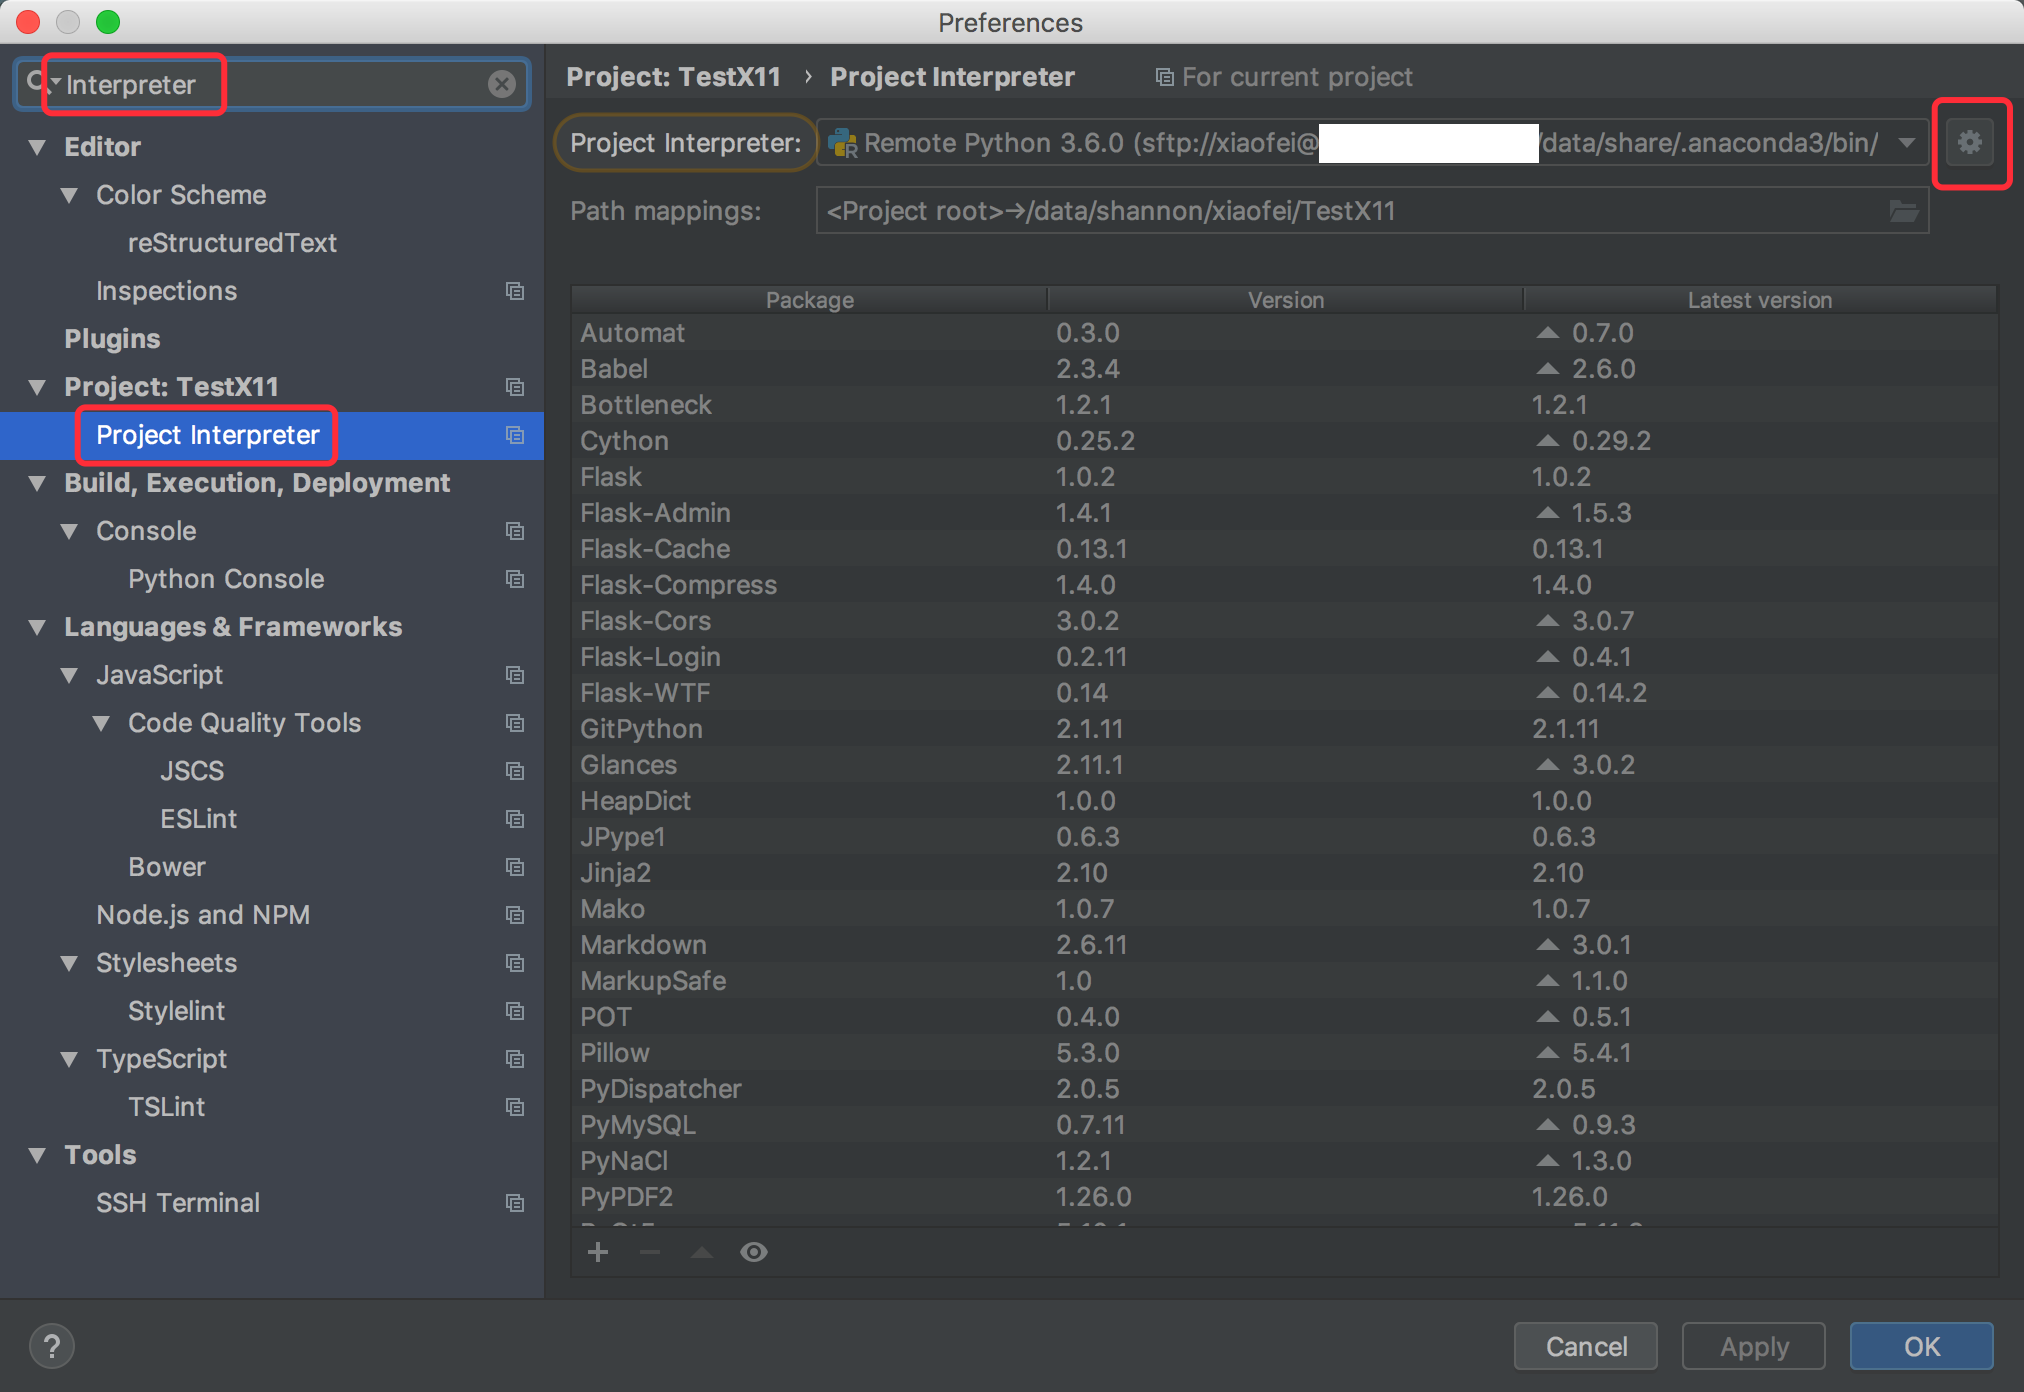 Preferences
Interpreter
Editor
Color Scheme
reStructuredText
Inspections
Plugins
Project: TestX11
Project Interpreter
Build, Execution, Deployment
Console
Python Console
Languages & Frameworks
JavaScript
Code Quality Tools
JSCS
ESLint
Bower
Node.js and NPM
Stylesheets
Stylelint
TypeScript
TSLint
Tools
SSH Terminal
Project: TestX11 › Project Interpreter For current project
Project Interpreter: Remote Python 3.6.0 (sftp://xiaofei@ /data/share/.anaconda3/bin/
Path mappings: <Project root>→/data/shannon/xiaofei/TestX11
Package Version Latest version
Automat 0.3.0 0.7.0
Babel 2.3.4 2.6.0
Bottleneck 1.2.1 1.2.1
Cython 0.25.2 0.29.2
Flask 1.0.2 1.0.2
Flask-Admin 1.4.1 1.5.3
Flask-Cache 0.13.1 0.13.1
Flask-Compress 1.4.0 1.4.0
Flask-Cors 3.0.2 3.0.7
Flask-Login 0.2.11 0.4.1
Flask-WTF 0.14 0.14.2
GitPython 2.1.11 2.1.11
Glances 2.11.1 3.0.2
HeapDict 1.0.0 1.0.0
JPype1 0.6.3 0.6.3
Jinja2 2.10 2.10
Mako 1.0.7 1.0.7
Markdown 2.6.11 3.0.1
MarkupSafe 1.0 1.1.0
POT 0.4.0 0.5.1
Pillow 5.3.0 5.4.1
PyDispatcher 2.0.5 2.0.5
PyMySQL 0.7.11 0.9.3
PyNaCl 1.2.1 1.3.0
PyPDF2 1.26.0 1.26.0
?
Cancel Apply OK